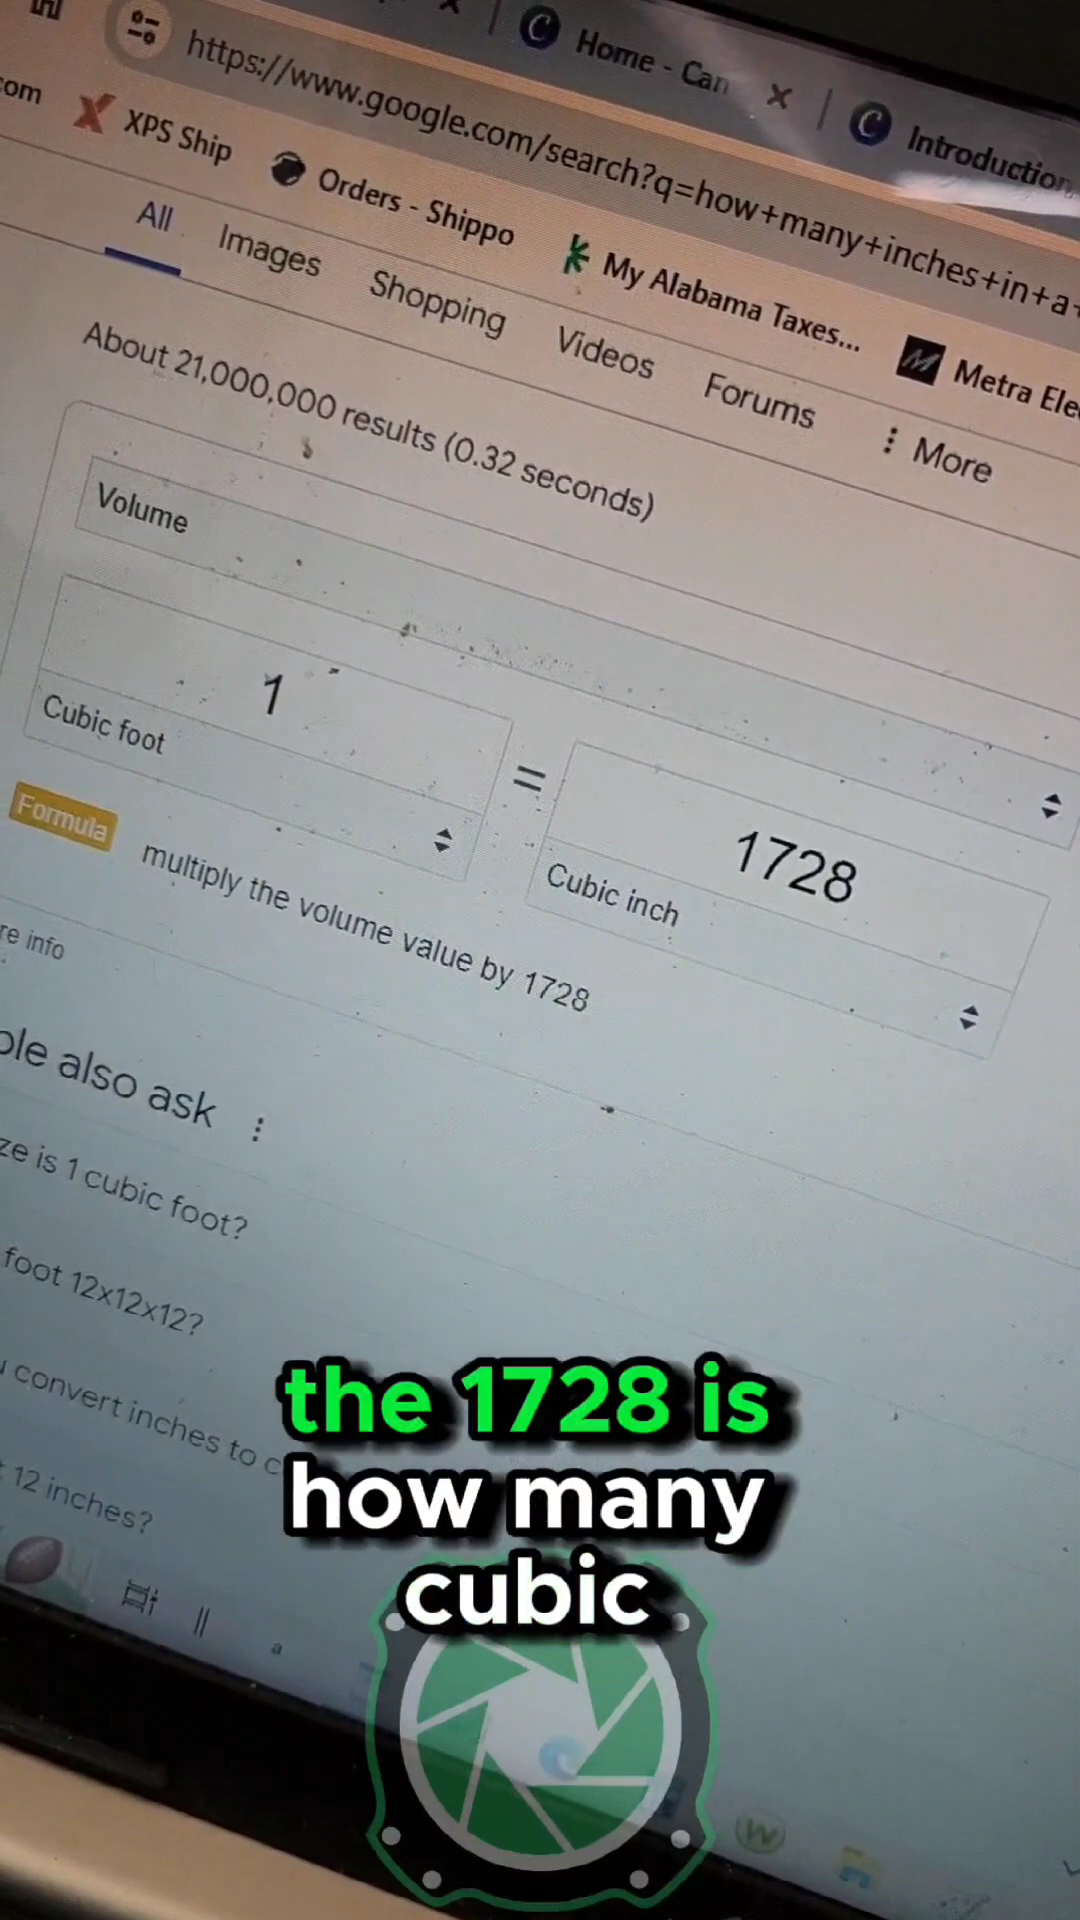 Home - Can
Introduction
https://www.google.com/search?q=how+many+inches+in+a+
com
XPS Ship
Orders - Shippo
My Alabama Taxes...
Metra Ele
All
Images
Shopping
Videos
Forums
More
About 21,000,000 results (0.32 seconds)
Volume
1
Cubic foot
=
1728
Cubic inch
Formula
multiply the volume value by 1728
re info
ple also ask
ze is 1 cubic foot?
foot 12x12x12?
convert inches to c
12 inches?
the 1728 is
how many
cubic